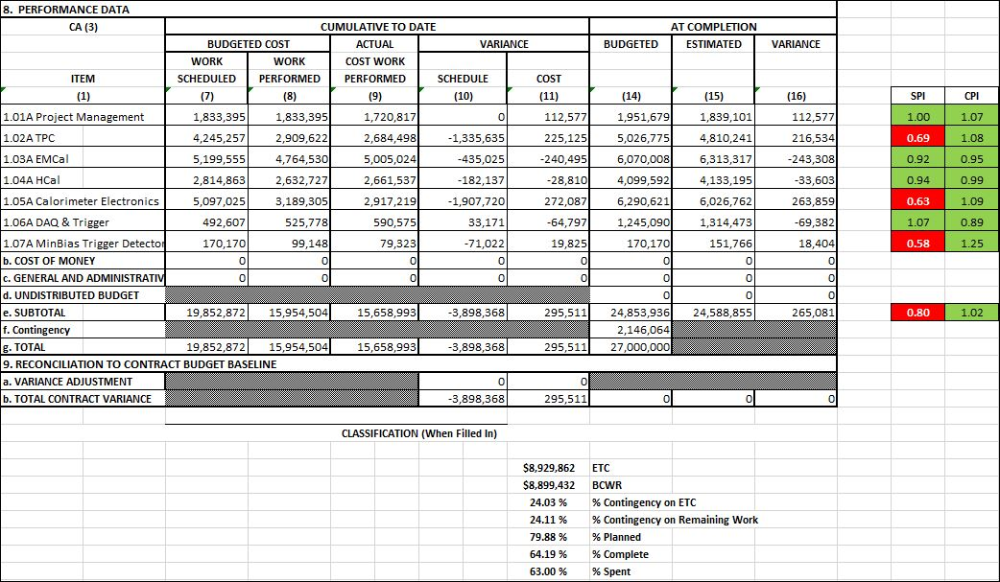 8. PERFORMANCE DATA
CA (3) CUMULATIVE TO DATE AT COMPLETION
BUDGETED COST ACTUAL VARIANCE BUDGETED ESTIMATED VARIANCE
WORK WORK COST WORK
ITEM SCHEDULED PERFORMED PERFORMED SCHEDULE COST
(1) (7) (8) (9) (10) (11) (14) (15) (16) SPI CPI
1.01A Project Management 1,833,395 1,833,395 1,720,817 0 112,577 1,951,679 1,839,101 112,577 1.00 1.07
1.02A TPC 4,245,257 2,909,622 2,684,498 -1,335,635 225,125 5,026,775 4,810,241 216,534 0.69 1.08
1.03A EMCal 5,199,555 4,764,530 5,005,024 -435,025 -240,495 6,070,008 6,313,317 -243,308 0.92 0.95
1.04A HCal 2,814,863 2,632,727 2,661,537 -182,137 -28,810 4,099,592 4,133,195 -33,603 0.94 0.99
1.05A Calorimeter Electronics 5,097,025 3,189,305 2,917,219 -1,907,720 272,087 6,290,621 6,026,762 263,859 0.63 1.09
1.06A DAQ & Trigger 492,607 525,778 590,575 33,171 -64,797 1,245,090 1,314,473 -69,382 1.07 0.89
1.07A MinBias Trigger Detector 170,170 99,148 79,323 -71,022 19,825 170,170 151,766 18,404 0.58 1.25
b. COST OF MONEY 0 0 0 0 0 0 0 0
c. GENERAL AND ADMINISTRATIV 0 0 0 0 0 0 0 0
d. UNDISTRIBUTED BUDGET 0 0 0
e. SUBTOTAL 19,852,872 15,954,504 15,658,993 -3,898,368 295,511 24,853,936 24,588,855 265,081 0.80 1.02
f. Contingency 2,146,064
g. TOTAL 19,852,872 15,954,504 15,658,993 -3,898,368 295,511 27,000,000
9. RECONCILIATION TO CONTRACT BUDGET BASELINE
a. VARIANCE ADJUSTMENT 0 0
b. TOTAL CONTRACT VARIANCE -3,898,368 295,511 0 0 0
CLASSIFICATION (When Filled In)
$8,929,862 ETC
$8,899,432 BCWR
24.03 % % Contingency on ETC
24.11 % % Contingency on Remaining Work
79.88 % % Planned
64.19 % % Complete
63.00 % % Spent